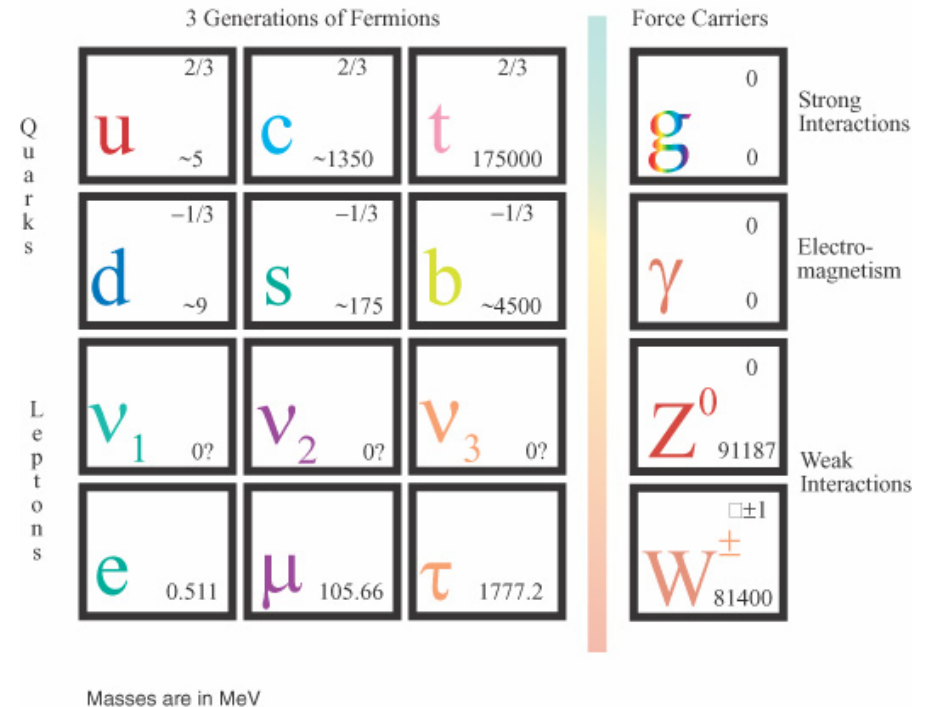 3 Generations of Fermions
Force Carriers
Quarks
2/3
u
~5
2/3
c
~1350
2/3
t
175000
0
g
0
Strong
Interactions
−1/3
d
~9
−1/3
s
~175
−1/3
b
~4500
0
γ
0
Electro-
magnetism
Leptons
ν1
0?
ν2
0?
ν3
0?
0
Z0
91187
Weak
Interactions
e
0.511
μ
105.66
τ
1777.2
□±1
W±
81400
Masses are in MeV